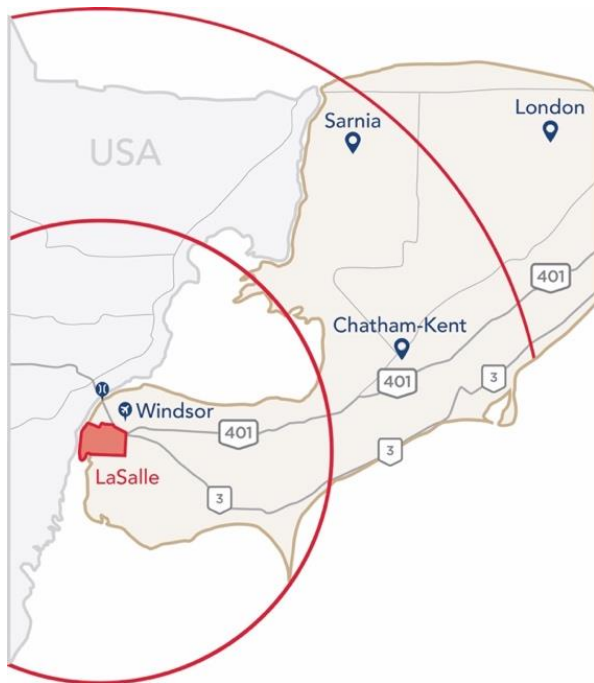 London
Sarnia
USA
401
Chatham-Kent
401
3
Windsor
401
3
LaSalle
3